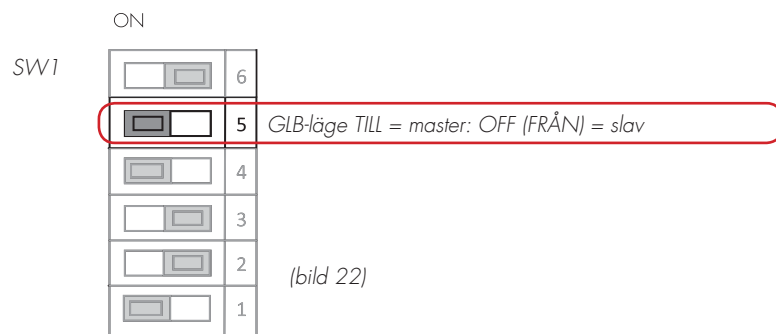 ON
SW1
6
5 GLB-läge TILL = master: OFF (FRÅN) = slav
4
3
2
(bild 22)
1